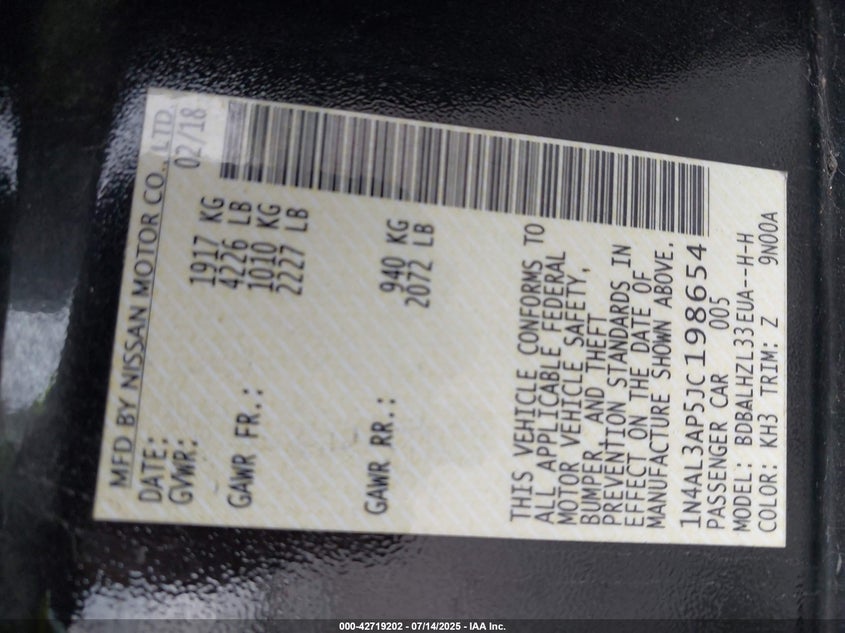 MFD BY NISSAN MOTOR CO., LTD.
DATE: 02/18
GVWR: 1917 KG
4226 LB
GAWR FR.: 1010 KG
2227 LB
GAWR RR.: 940 KG
2072 LB
THIS VEHICLE CONFORMS TO
ALL APPLICABLE FEDERAL
MOTOR VEHICLE SAFETY,
BUMPER, AND THEFT
PREVENTION STANDARDS IN
EFFECT ON THE DATE OF
MANUFACTURE SHOWN ABOVE.
1N4AL3AP5JC198654
PASSENGER CAR 005
MODEL: BDBALHZL33EUA--H-H
COLOR: KH3 TRIM: Z 9N00A
000-42719202 - 07/14/2025 - IAA Inc.